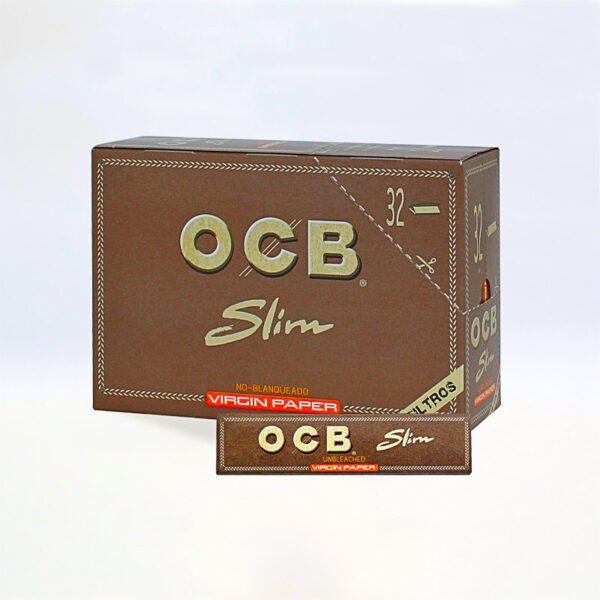 32
OCB®
Slim
NO-BLANQUEADO
VIRGIN PAPER
32
OCB
Slim
OCB® Slim
UNBLEACHED
VIRGIN PAPER